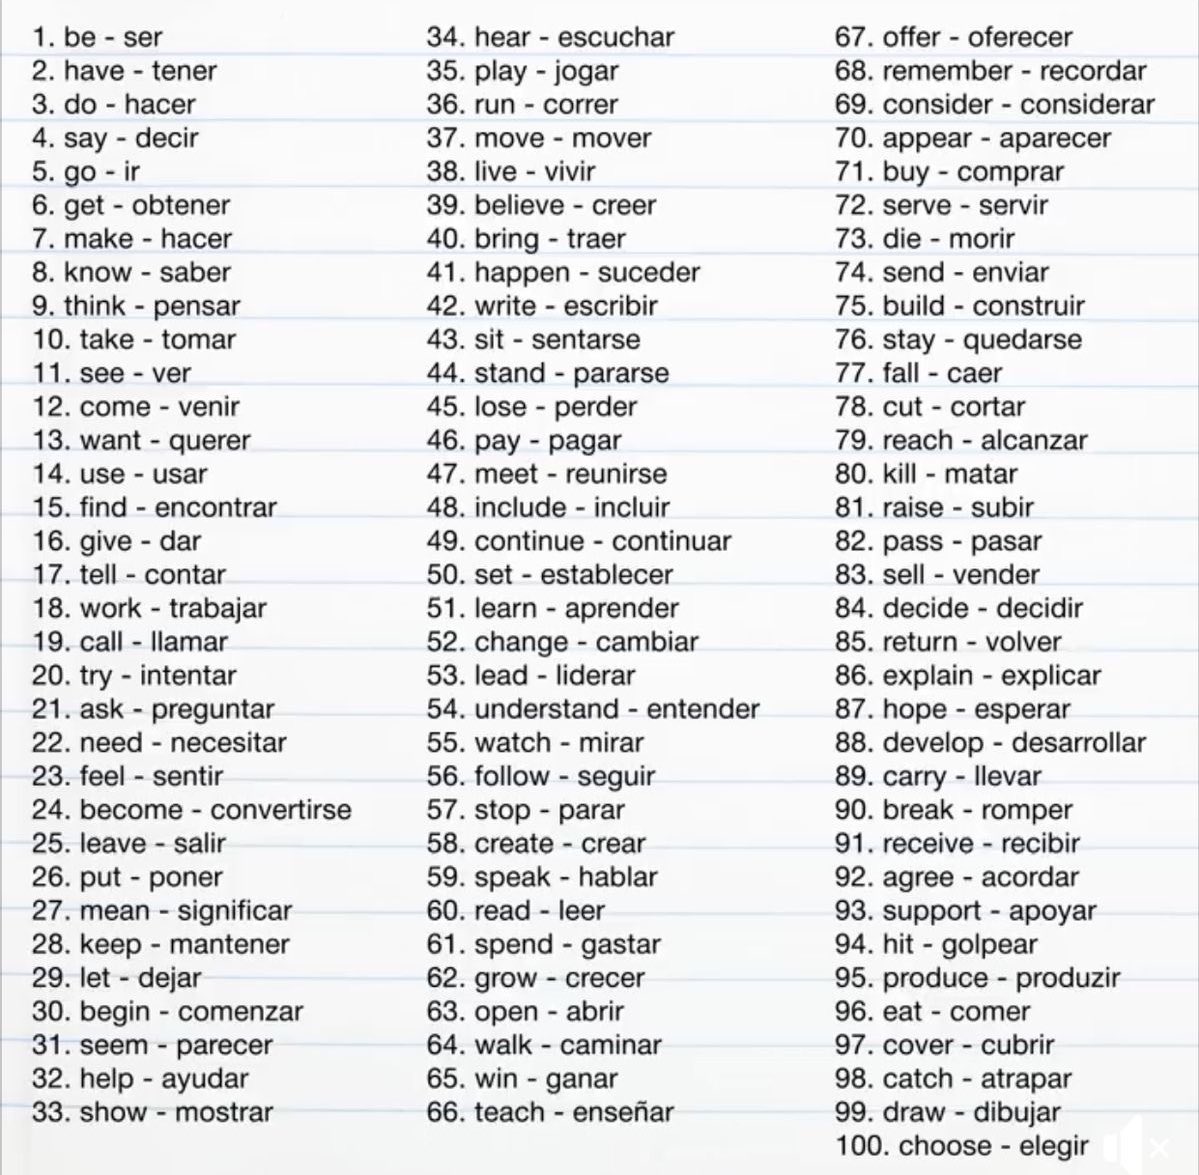 1. be - ser
2. have - tener
3. do - hacer
4. say - decir
5. go - ir
6. get - obtener
7. make - hacer
8. know - saber
9. think - pensar
10. take - tomar
11. see - ver
12. come - venir
13. want - querer
14. use - usar
15. find - encontrar
16. give - dar
17. tell - contar
18. work - trabajar
19. call - llamar
20. try - intentar
21. ask - preguntar
22. need - necesitar
23. feel - sentir
24. become - convertirse
25. leave - salir
26. put - poner
27. mean - significar
28. keep - mantener
29. let - dejar
30. begin - comenzar
31. seem - parecer
32. help - ayudar
33. show - mostrar
34. hear - escuchar
35. play - jogar
36. run - correr
37. move - mover
38. live - vivir
39. believe - creer
40. bring - traer
41. happen - suceder
42. write - escribir
43. sit - sentarse
44. stand - pararse
45. lose - perder
46. pay - pagar
47. meet - reunirse
48. include - incluir
49. continue - continuar
50. set - establecer
51. learn - aprender
52. change - cambiar
53. lead - liderar
54. understand - entender
55. watch - mirar
56. follow - seguir
57. stop - parar
58. create - crear
59. speak - hablar
60. read - leer
61. spend - gastar
62. grow - crecer
63. open - abrir
64. walk - caminar
65. win - ganar
66. teach - enseñar
67. offer - oferecer
68. remember - recordar
69. consider - considerar
70. appear - aparecer
71. buy - comprar
72. serve - servir
73. die - morir
74. send - enviar
75. build - construir
76. stay - quedarse
77. fall - caer
78. cut - cortar
79. reach - alcanzar
80. kill - matar
81. raise - subir
82. pass - pasar
83. sell - vender
84. decide - decidir
85. return - volver
86. explain - explicar
87. hope - esperar
88. develop - desarrollar
89. carry - llevar
90. break - romper
91. receive - recibir
92. agree - acordar
93. support - apoyar
94. hit - golpear
95. produce - produzir
96. eat - comer
97. cover - cubrir
98. catch - atrapar
99. draw - dibujar
100. choose - elegir